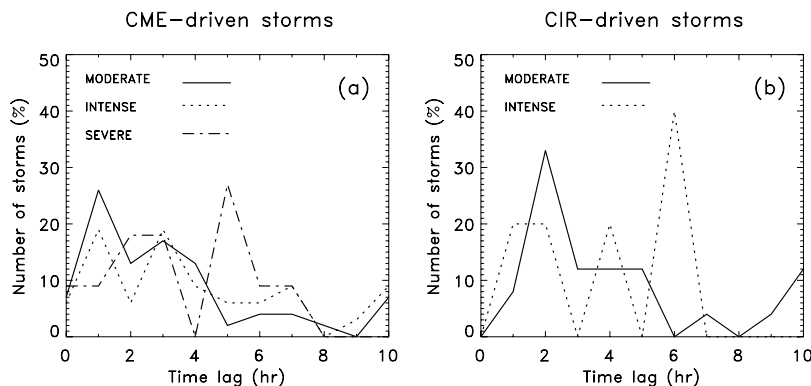 CME-driven storms
CIR-driven storms
50
40
30
20
10
0
Number of storms (%)
MODERATE
INTENSE
SEVERE
(a)
0 2 4 6 8 10
Time lag (hr)
50
40
30
20
10
0
Number of storms (%)
MODERATE
INTENSE
(b)
0 2 4 6 8 10
Time lag (hr)